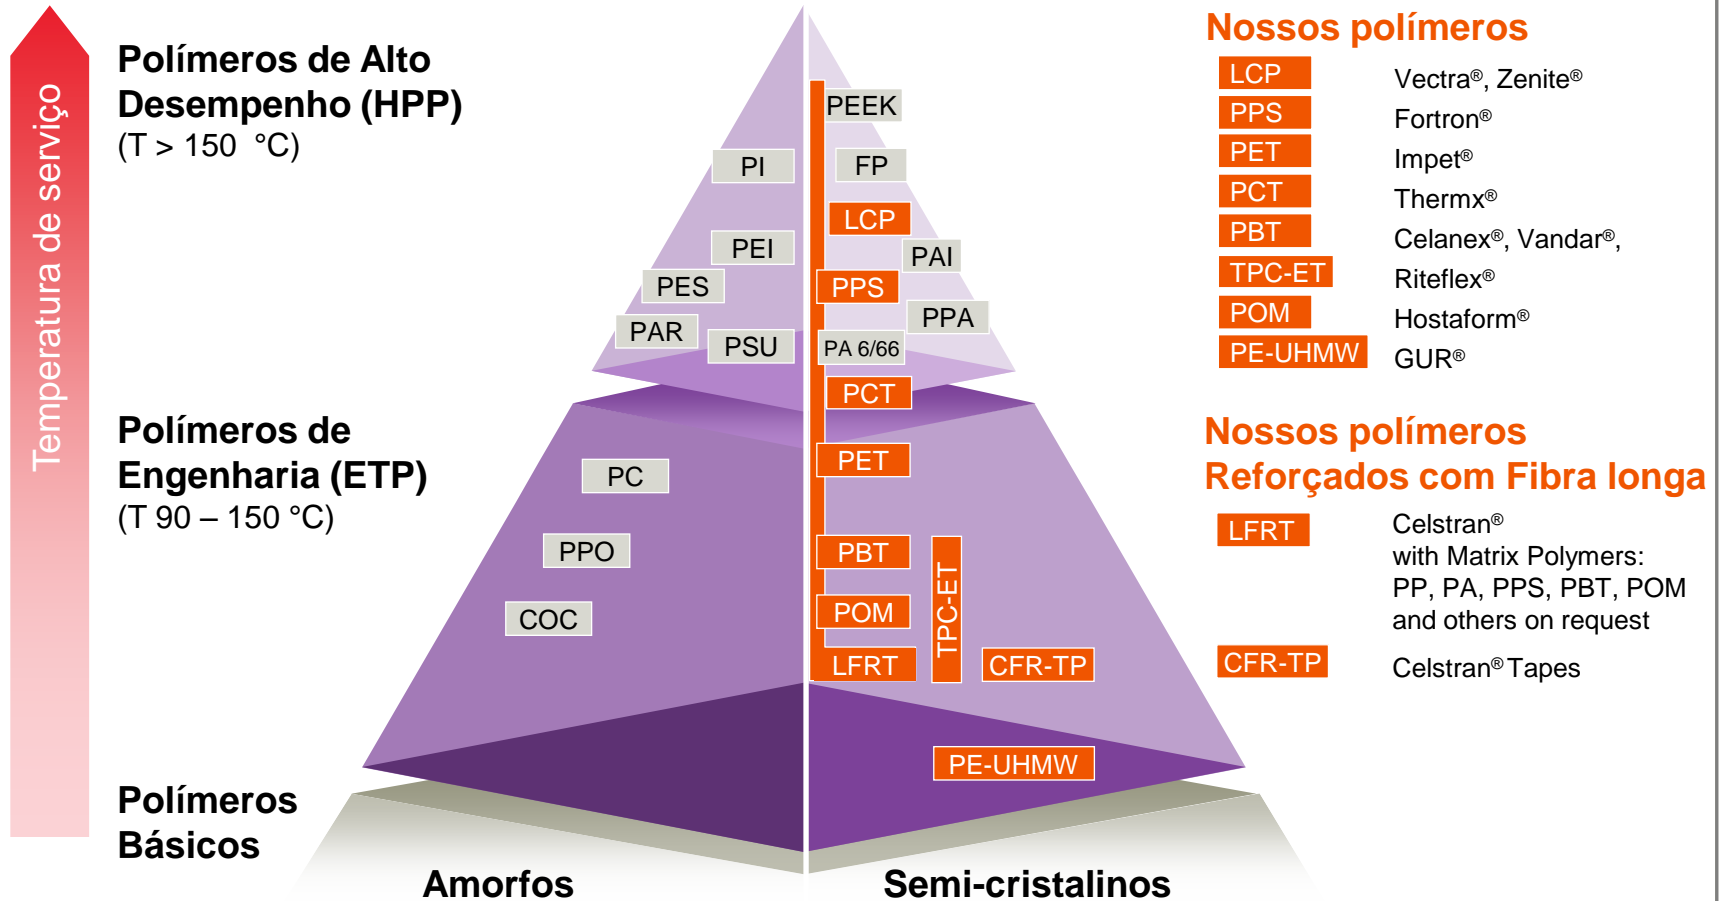 Temperatura de serviço
Polímeros de Alto
Desempenho (HPP)
(T > 150 °C)
Polímeros de
Engenharia (ETP)
(T 90 – 150 °C)
Polímeros
Básicos
PEEK
PI
FP
LCP
PEI
PAI
PES
PPS
PPA
PAR
PSU
PA 6/66
PCT
PC
PET
PPO
PBT
TPC-ET
COC
POM
LFRT
CFR-TP
PE-UHMW
Amorfos
Semi-cristalinos
Nossos polímeros
LCP Vectra®, Zenite®
PPS Fortron®
PET Impet®
PCT Thermx®
PBT Celanex®, Vandar®,
TPC-ET Riteflex®
POM Hostaform®
PE-UHMW GUR®
Nossos polímeros
Reforçados com Fibra longa
LFRT Celstran®
with Matrix Polymers:
PP, PA, PPS, PBT, POM
and others on request
CFR-TP Celstran® Tapes